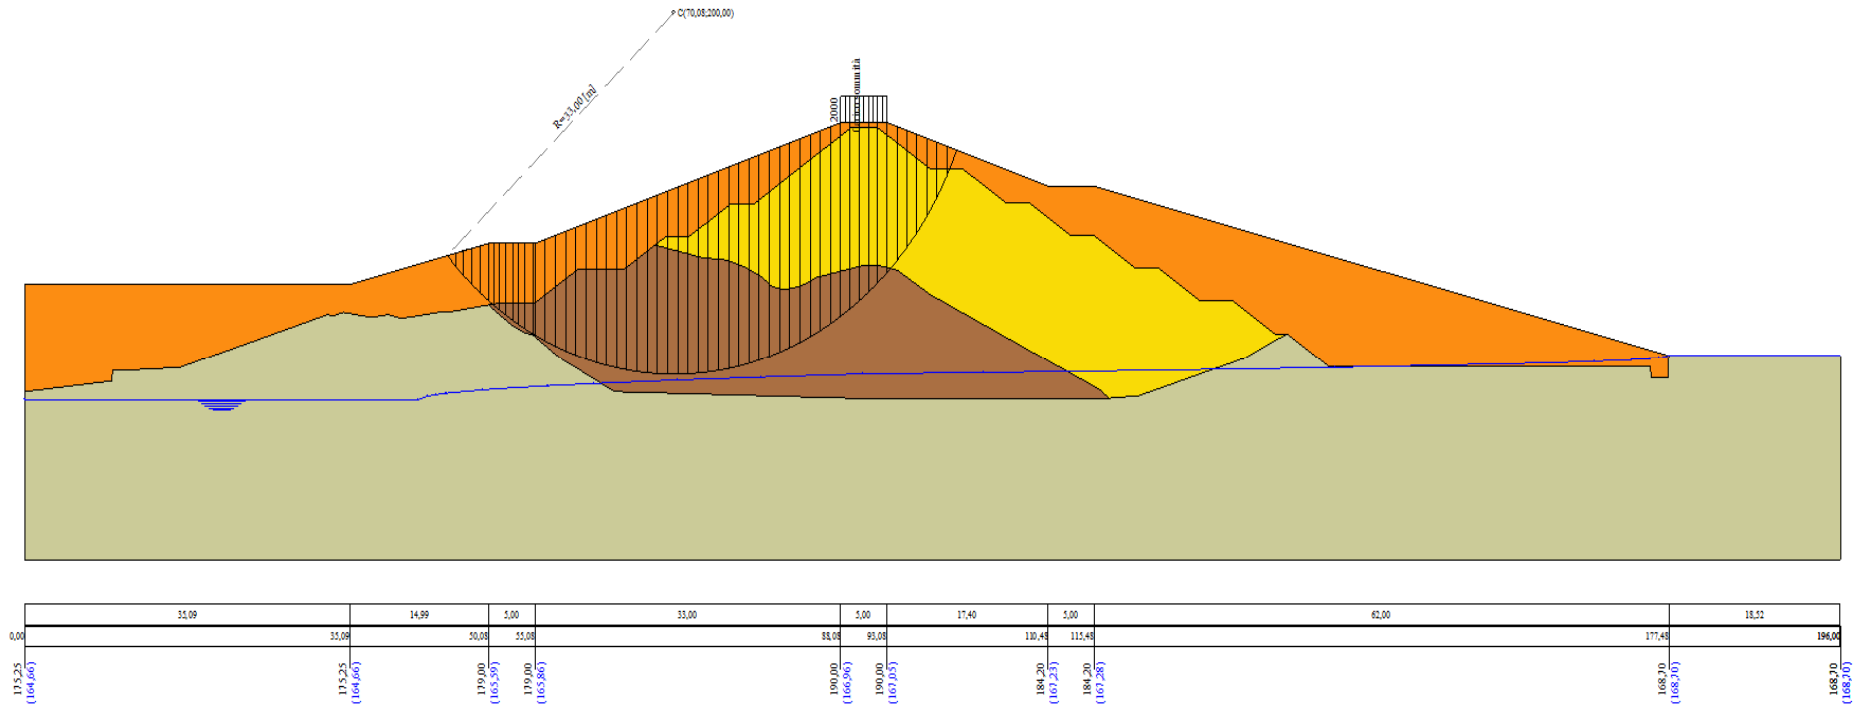 C(70,08;200,00)
R=33,00 [m]
2000
35,09 14,99 5,00 33,00 5,00 17,40 5,00 62,00 18,52
0,00 35,09 50,08 55,08 88,08 93,08 110,48 115,48 177,48 196,00
175,25 175,25 179,00 179,00 190,00 190,00 184,20 184,20 168,70 168,70
(164,66) (164,66) (165,59) (165,86) (166,96) (167,05) (167,23) (167,28) (168,70) (168,70)